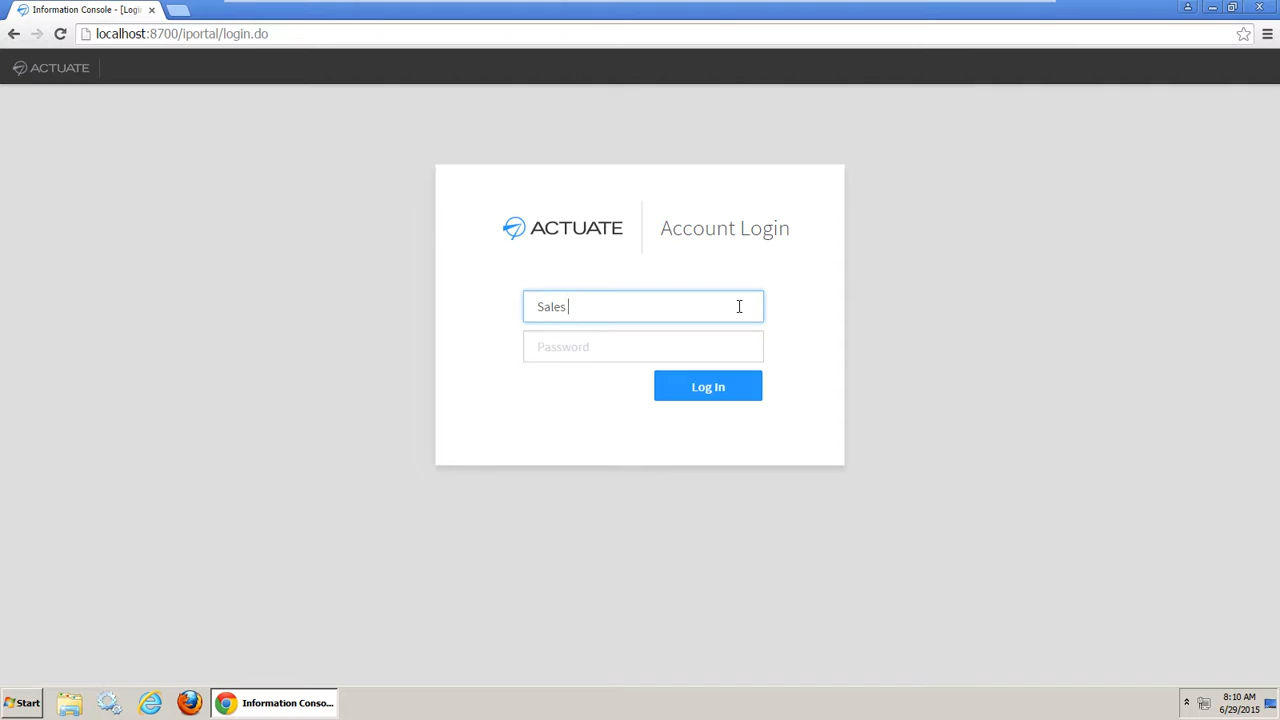 Information Console - [Logi
localhost:8700/iportal/login.do
ACTUATE
ACTUATE
Account Login
Sales
Password
Log In
Start
Information Conso...
8:10 AM
6/29/2015